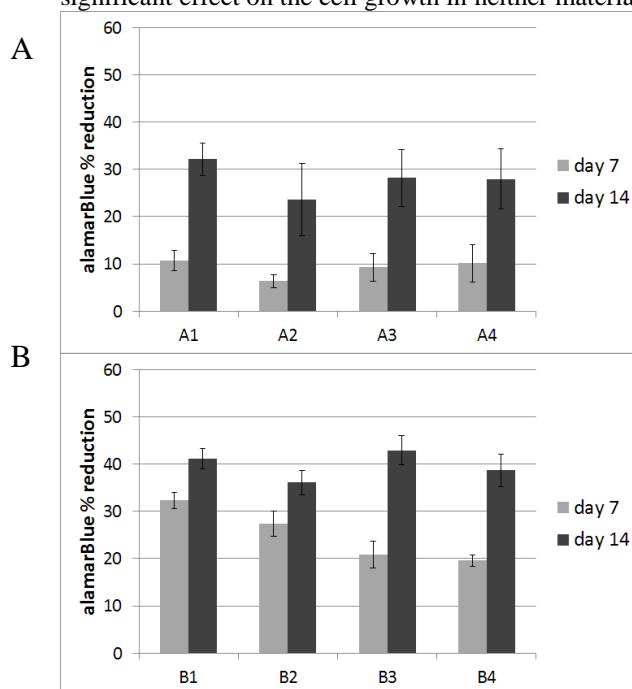 significant effect on the cell growth in neither materia
A
60
50
40
30
20
10
0
alamarBlue % reduction
day 7
day 14
A1 A2 A3 A4
B
60
50
40
30
20
10
0
alamarBlue % reduction
day 7
day 14
B1 B2 B3 B4